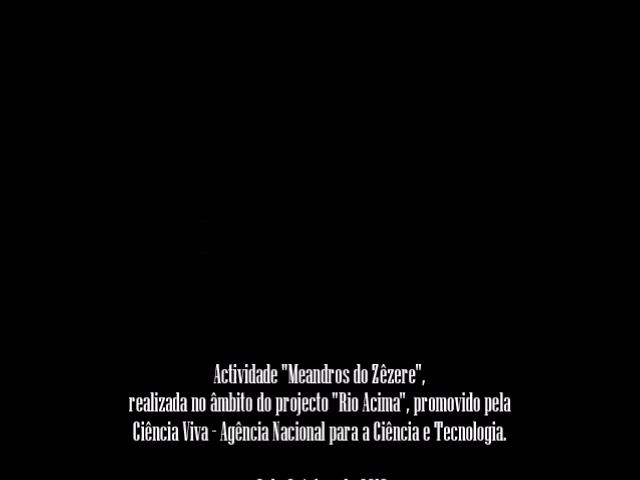 Actividade "Meandros do Zêzere",
realizada no âmbito do projecto "Rio Acima", promovido pela
Ciência Viva - Agência Nacional para a Ciência e Tecnologia.